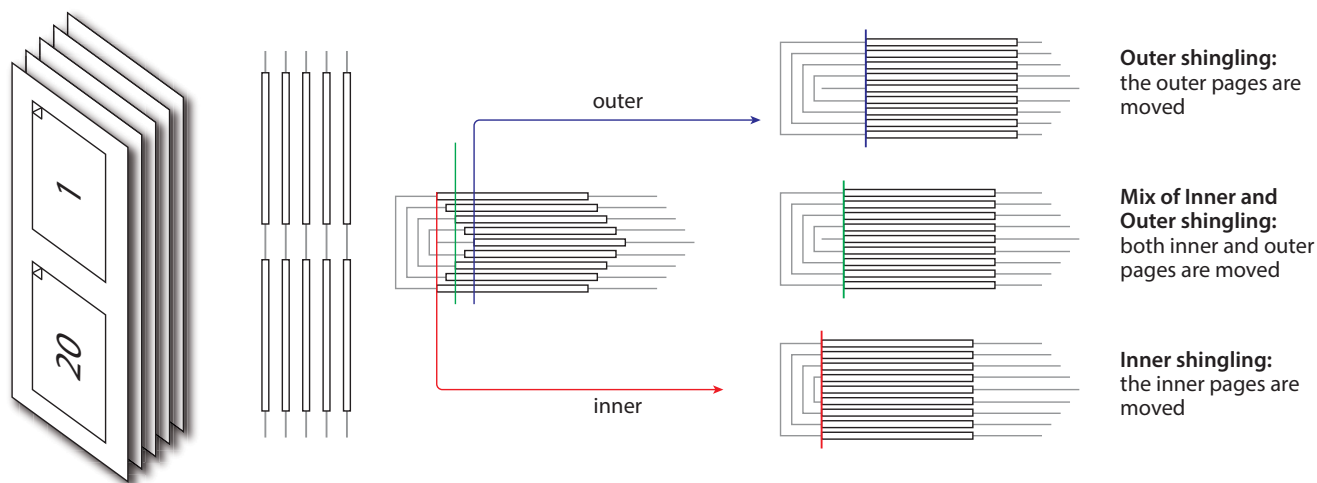 1
20
outer
inner
Outer shingling:
the outer pages are
moved
Mix of Inner and
Outer shingling:
both inner and outer
pages are moved
Inner shingling:
the inner pages are
moved